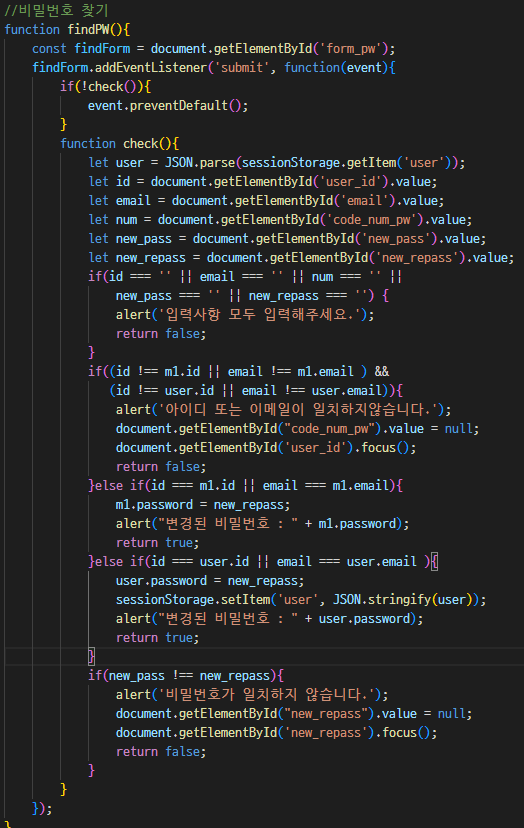 //비밀번호 찾기
function findPW(){
    const findForm = document.getElementById('form_pw');
    findForm.addEventListener('submit', function(event){
        if(!check()){
            event.preventDefault();
        }
        function check(){
            let user = JSON.parse(sessionStorage.getItem('user'));
            let id = document.getElementById('user_id').value;
            let email = document.getElementById('email').value;
            let num = document.getElementById('code_num_pw').value;
            let new_pass = document.getElementById('new_pass').value;
            let new_repass = document.getElementById('new_repass').value;
            if(id === '' || email === '' || num === '' ||
                new_pass === '' || new_repass === '') {
                alert('입력사항 모두 입력해주세요.');
                return false;
            }
            if((id !== m1.id || email !== m1.email ) &&
               (id !== user.id || email !== user.email)){
                alert('아이디 또는 이메일이 일치하지않습니다.');
                document.getElementById("code_num_pw").value = null;
                document.getElementById('user_id').focus();
                return false;
            }else if(id === m1.id || email === m1.email){
                m1.password = new_repass;
                alert("변경된 비밀번호 : " + m1.password);
                return true;
            }else if(id === user.id || email === user.email ){
                user.password = new_repass;
                sessionStorage.setItem('user', JSON.stringify(user));
                alert("변경된 비밀번호 : " + user.password);
                return true;
            }
            if(new_pass !== new_repass){
                alert('비밀번호가 일치하지 않습니다.');
                document.getElementById("new_repass").value = null;
                document.getElementById('new_repass').focus();
                return false;
            }
        }
    });
}